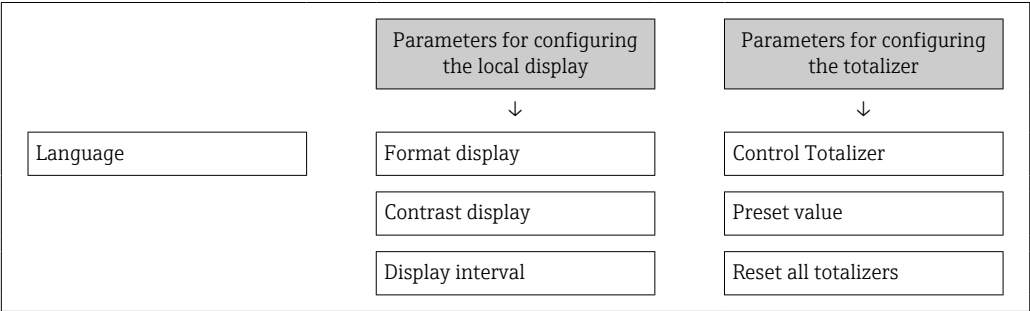 Parameters for configuring
the local display
Parameters for configuring
the totalizer
↓
↓
Language
Format display
Control Totalizer
Contrast display
Preset value
Display interval
Reset all totalizers